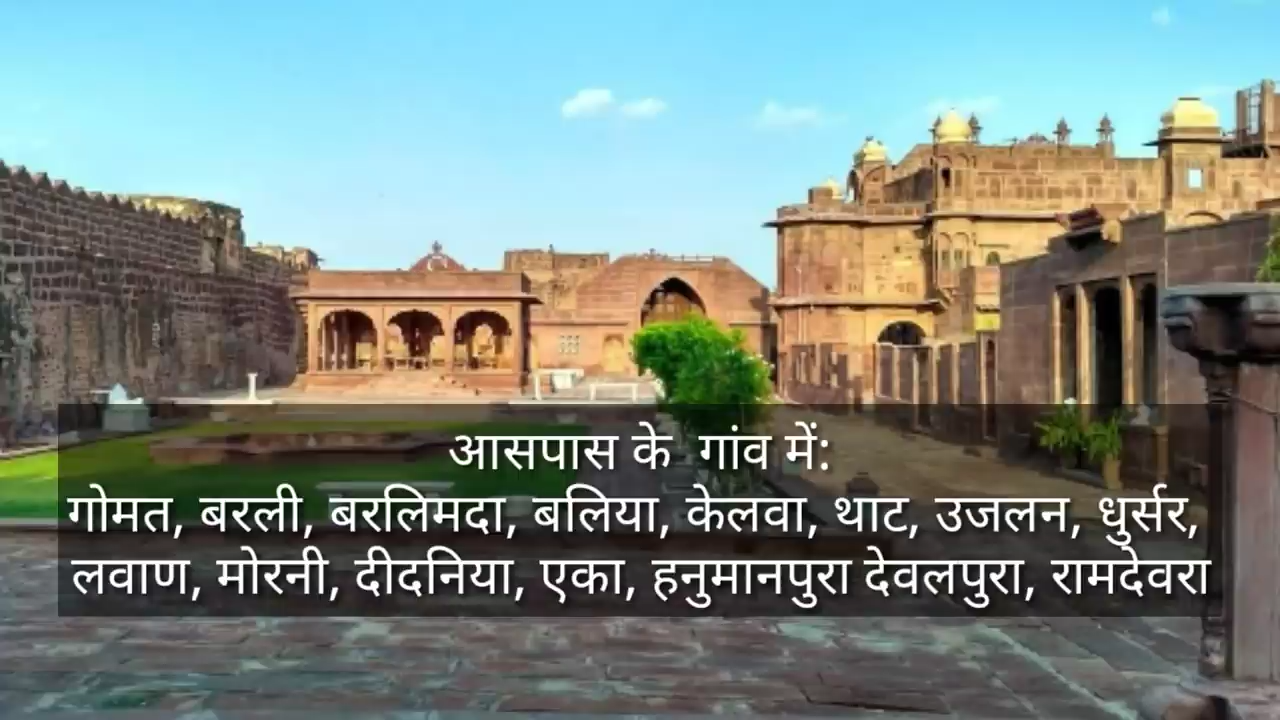 आसपास के गांव में:
गोमत, बरली, बरलिमदा, बलिया, केलवा, थाट, उजलन, धुर्सर,
लवाण, मोरनी, दीदनिया, एका, हनुमानपुरा देवलपुरा, रामदेवरा